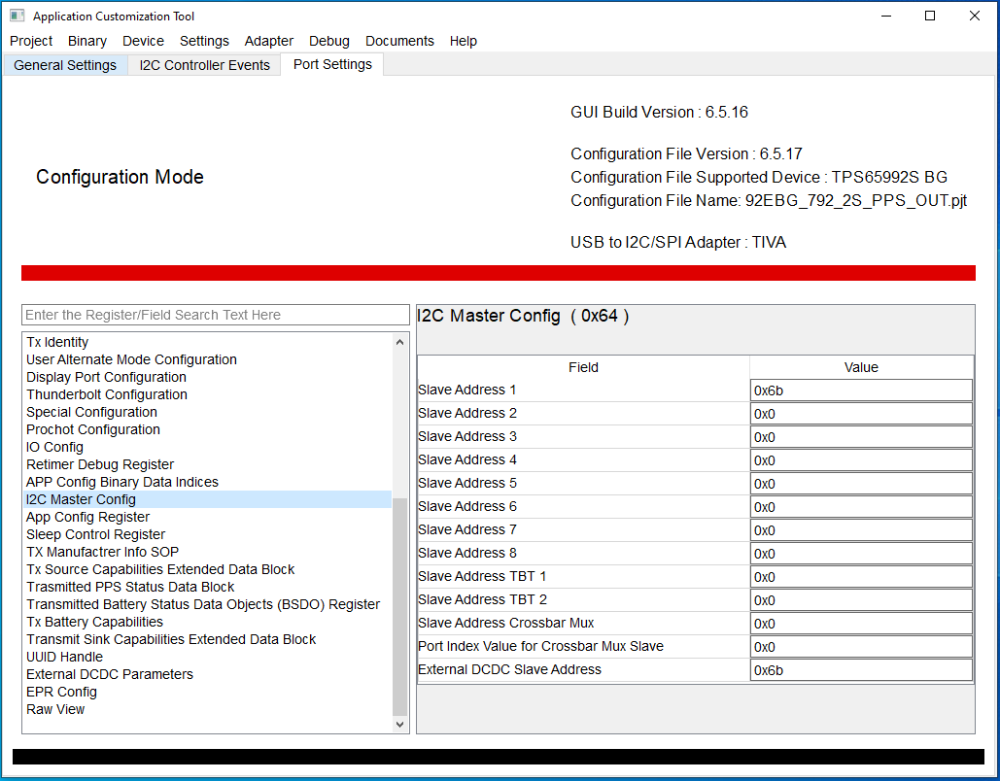 Application Customization Tool
Project Binary Device Settings Adapter Debug Documents Help
General Settings I2C Controller Events Port Settings
GUI Build Version : 6.5.16
Configuration File Version : 6.5.17
Configuration Mode
Configuration File Supported Device : TPS65992S BG
Configuration File Name: 92EBG_792_2S_PPS_OUT.pjt
USB to I2C/SPI Adapter : TIVA
Enter the Register/Field Search Text Here
Tx Identity
User Alternate Mode Configuration
Display Port Configuration
Thunderbolt Configuration
Special Configuration
Prochot Configuration
IO Config
Retimer Debug Register
APP Config Binary Data Indices
I2C Master Config
App Config Register
Sleep Control Register
TX Manufactrer Info SOP
Tx Source Capabilities Extended Data Block
Trasmitted PPS Status Data Block
Transmitted Battery Status Data Objects (BSDO) Register
Tx Battery Capabilities
Transmit Sink Capabilities Extended Data Block
UUID Handle
External DCDC Parameters
EPR Config
Raw View
I2C Master Config ( 0x64 )
Field Value
Slave Address 1 0x6b
Slave Address 2 0x0
Slave Address 3 0x0
Slave Address 4 0x0
Slave Address 5 0x0
Slave Address 6 0x0
Slave Address 7 0x0
Slave Address 8 0x0
Slave Address TBT 1 0x0
Slave Address TBT 2 0x0
Slave Address Crossbar Mux 0x0
Port Index Value for Crossbar Mux Slave 0x0
External DCDC Slave Address 0x6b